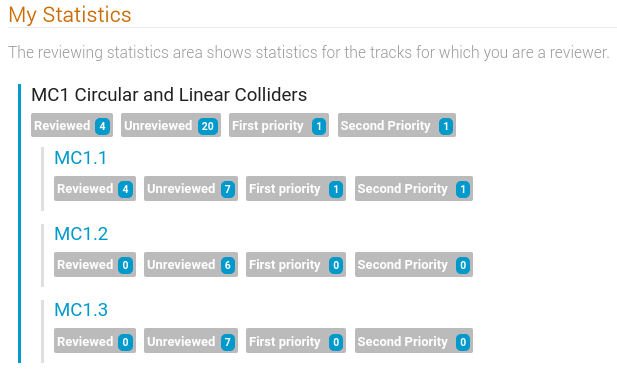 My Statistics
The reviewing statistics area shows statistics for the tracks for which you are a reviewer.
MC1 Circular and Linear Colliders
Reviewed 4 Unreviewed 20 First priority 1 Second Priority 1
MC1.1
Reviewed 4 Unreviewed 7 First priority 1 Second Priority 1
MC1.2
Reviewed 0 Unreviewed 6 First priority 0 Second Priority 0
MC1.3
Reviewed 0 Unreviewed 7 First priority 0 Second Priority 0